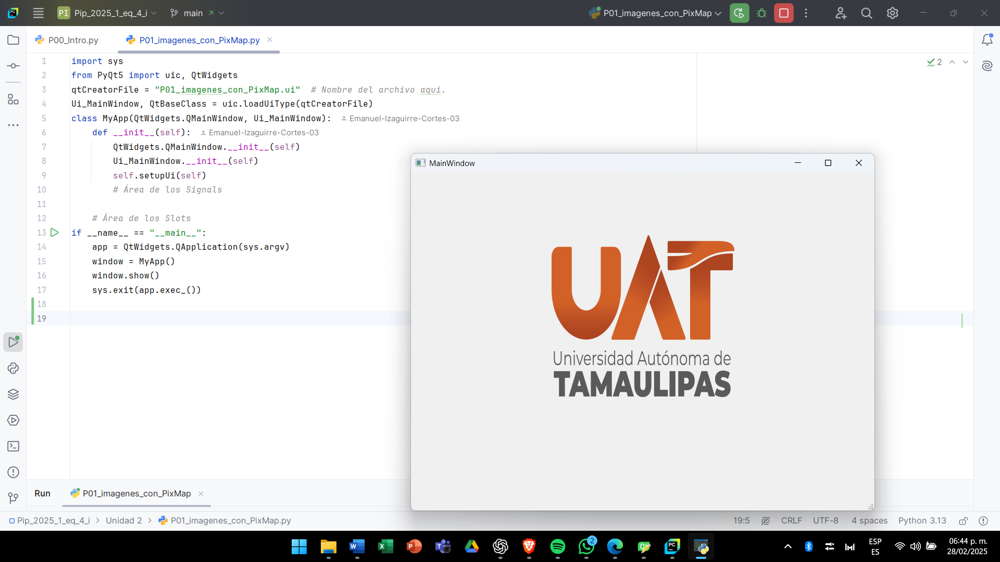 PC
PI Pip_2025_1_eq_4_i
main
P01_imagenes_con_PixMap
P00_Intro.py
P01_imagenes_con_PixMap.py
2
1 import sys
2 from PyQt5 import uic, QtWidgets
3 qtCreatorFile = "P01_imagenes_con_PixMap.ui"  # Nombre del archivo aquí.
4 Ui_MainWindow, QtBaseClass = uic.loadUiType(qtCreatorFile)
5 class MyApp(QtWidgets.QMainWindow, Ui_MainWindow): Emanuel-Izaguirre-Cortes-03
6 def __init__(self): Emanuel-Izaguirre-Cortes-03
7 QtWidgets.QMainWindow.__init__(self)
8 Ui_MainWindow.__init__(self)
9 self.setupUi(self)
10 # Área de los Signals
11
12 # Área de los Slots
13 if __name__ == "__main__":
14 app = QtWidgets.QApplication(sys.argv)
15 window = MyApp()
16 window.show()
17 sys.exit(app.exec_())
18
19
MainWindow
UAT
Universidad Autónoma de
TAMAULIPAS
Run
P01_imagenes_con_PixMap
Pip_2025_1_eq_4_i > Unidad 2 > P01_imagenes_con_PixMap.py
19:5 CRLF UTF-8 4 spaces Python 3.13
W
X
P
T
2
Qt
PC
ESP
ES
06:44 p. m.
28/02/2025